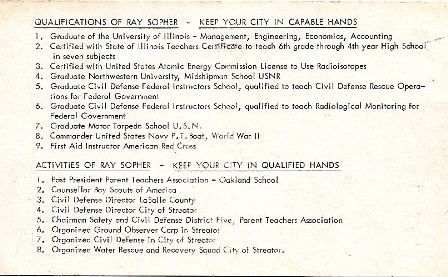 QUALIFICATIONS OF RAY SOPHER - KEEP YOUR CITY IN CAPABLE HANDS
1. Graduate of the University of Illinois - Management, Engineering, Economics, Accounting
2. Certified with State of Illinois Teachers Certificate to teach 6th grade through 4th year High School
in seven subjects
3. Certified with United States Atomic Energy Commission License to Use Radioisotopes
4. Graduate Northwestern University, Midshipman School USNR
5. Graduate Civil Defense Federal Instructors School, qualified to teach Civil Defense Rescue Opera-
tions for Federal Government
6. Graduate Civil Defense Federal Instructors School, qualified to teach Radiological Monitoring for
Federal Government
7. Graduate Motor Torpedo School U.S.N.
8. Commander United States Navy P.T. Boat, World War II
9. First Aid Instructor American Red Cross
ACTIVITIES OF RAY SOPHER - KEEP YOUR CITY IN QUALIFIED HANDS
1. Past President Parent Teachers Association - Oakland School
2. Counsellor Boy Scouts of America
3. Civil Defense Director LaSalle County
4. Civil Defense Director City of Streator
5. Chairman Safety and Civil Defense District Five, Parent Teachers Association
6. Organized Ground Observer Corp in Streator
7. Organized Civil Defense in City of Streator
8. Organized Water Rescue and Recovery Squad City of Streator.